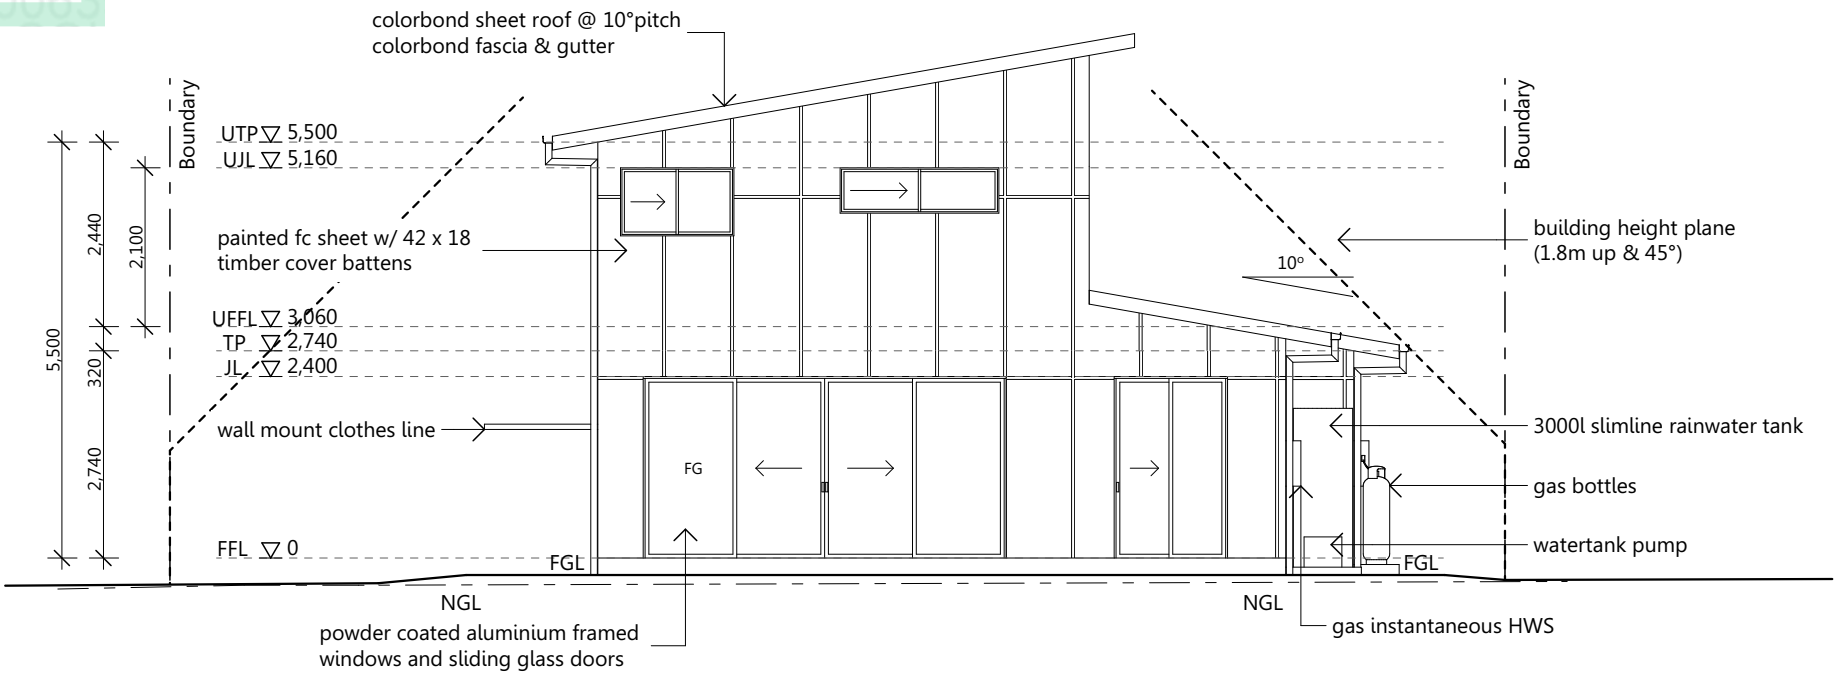 colorbond sheet roof @ 10°pitch
colorbond fascia & gutter
Boundary
Boundary
UTP 5,500
UJL 5,160
2,440
2,100
painted fc sheet w/ 42 x 18
timber cover battens
building height plane
(1.8m up & 45°)
10°
UFFL 3,060
TP 2,740
JL 2,400
5,500
320
wall mount clothes line
3000l slimline rainwater tank
2,740
FG
gas bottles
FFL 0
watertank pump
FGL
FGL
NGL
NGL
powder coated aluminium framed
windows and sliding glass doors
gas instantaneous HWS